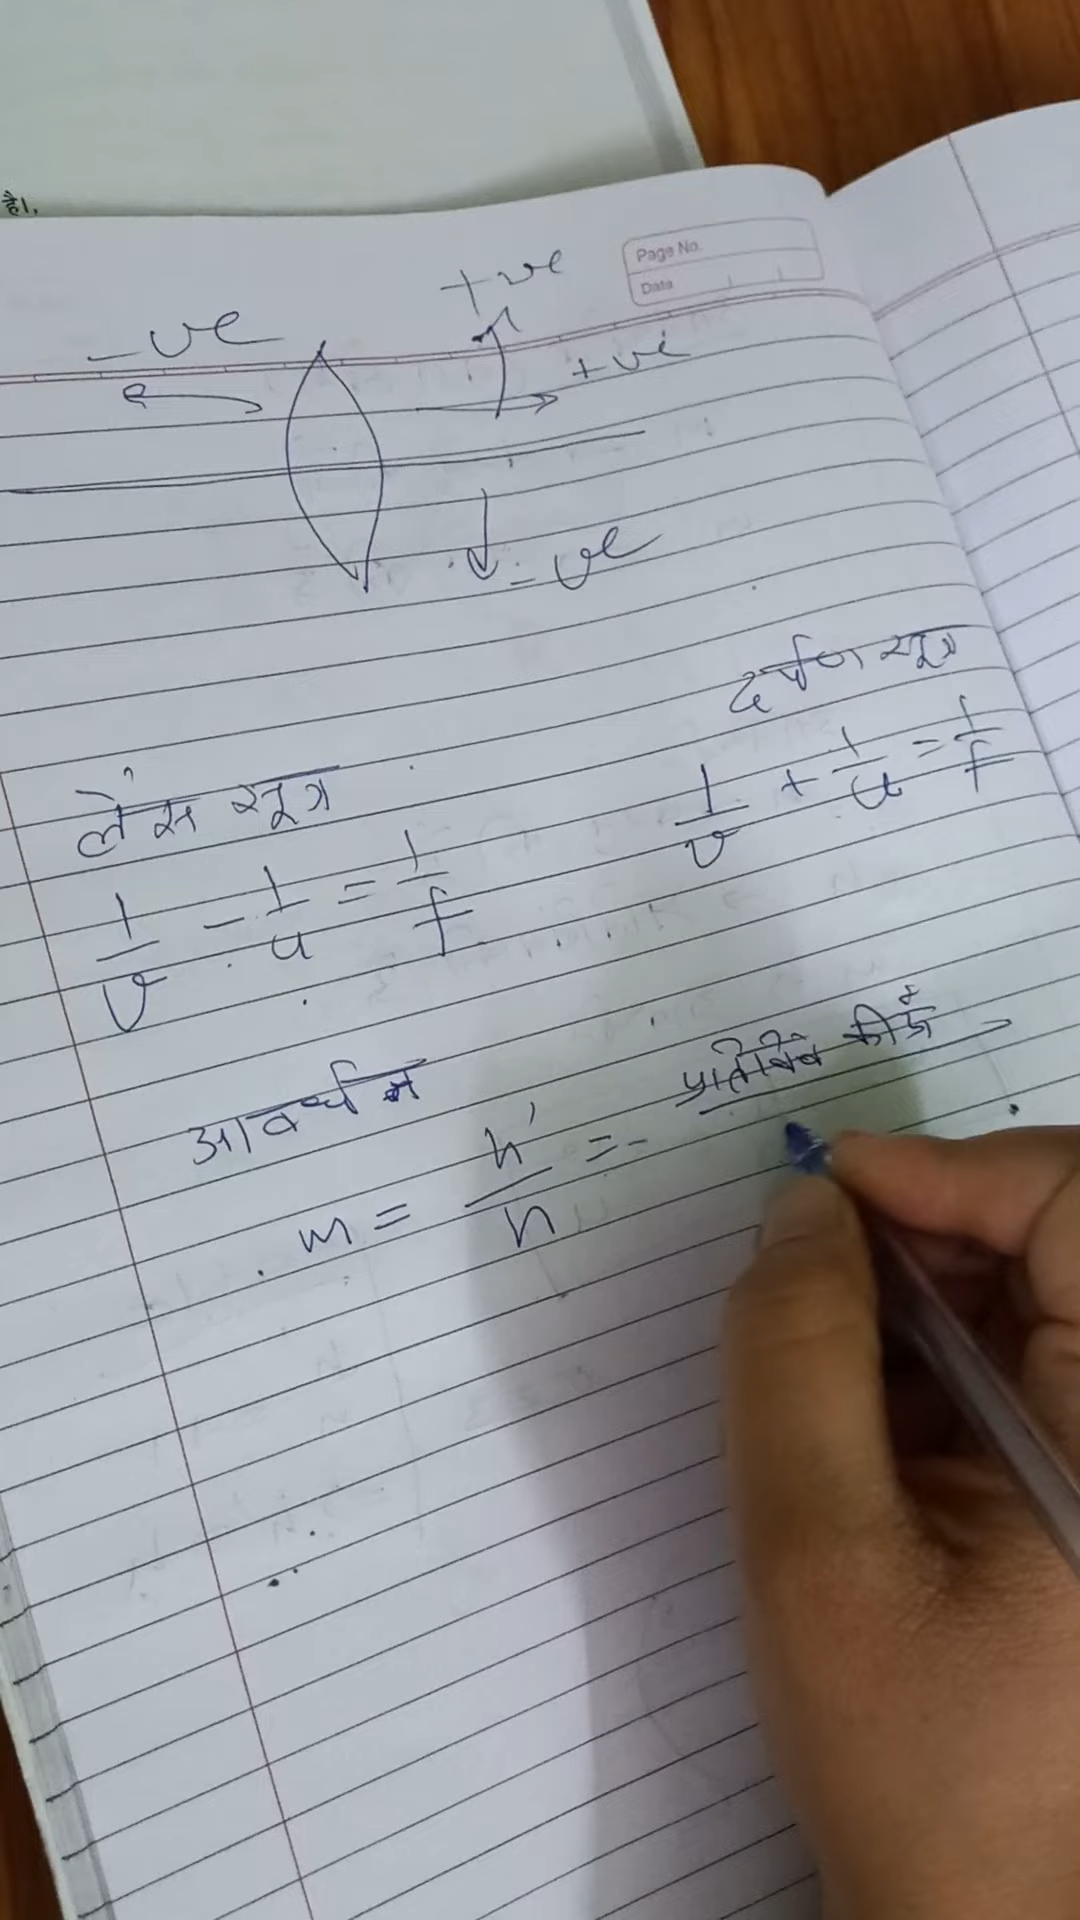 है।
Page No.
Date
+ve
-ve
+ve
-ve
दर्पण सूत्र
1/v + 1/u = 1/f
लेंस सूत्र
1/v - 1/u = 1/f
आवर्धन
प्रतिबिंब की ऊँ
m = h'/h =